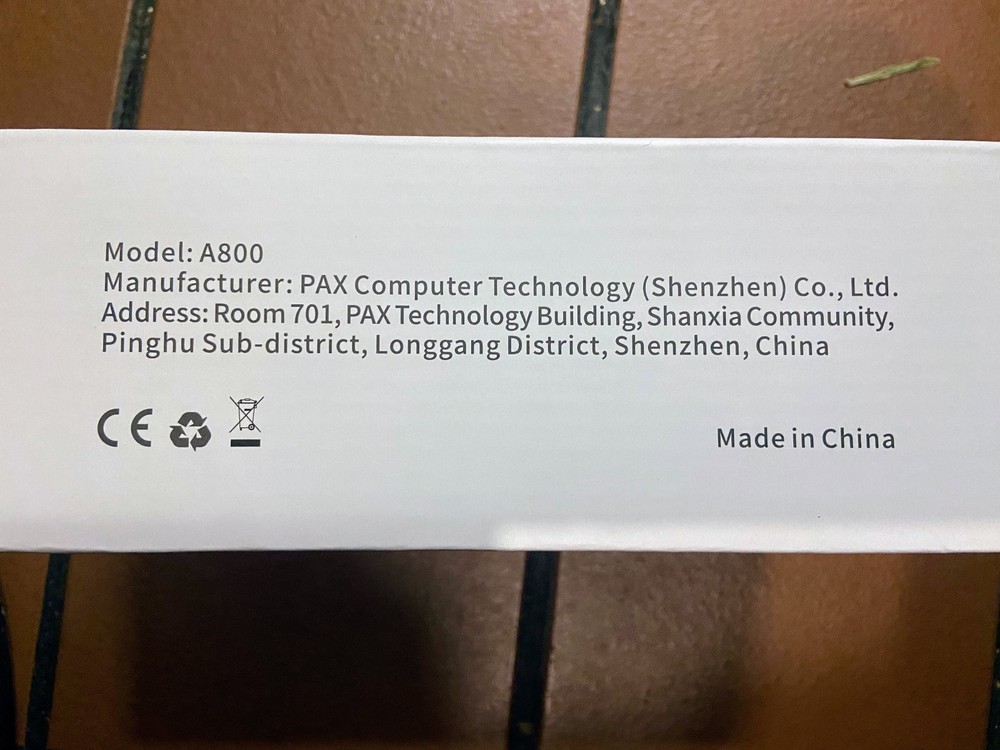 Model: A800
Manufacturer: PAX Computer Technology (Shenzhen) Co., Ltd.
Address: Room 701, PAX Technology Building, Shanxia Community,
Pinghu Sub-district, Longgang District, Shenzhen, China
CE
Made in China